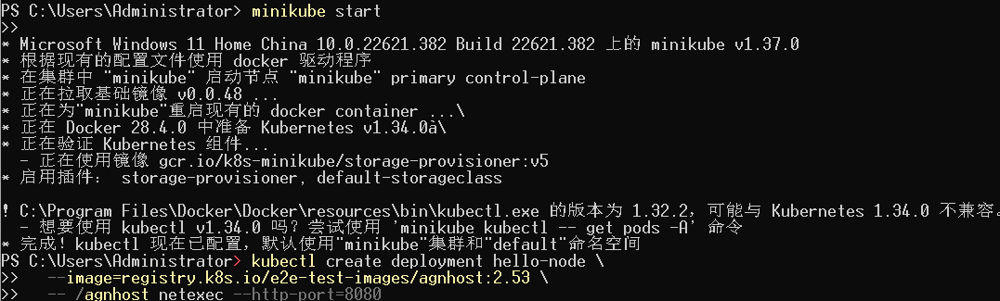 PS C:\Users\Administrator> minikube start
>>
* Microsoft Windows 11 Home China 10.0.22621.382 Build 22621.382 上的 minikube v1.37.0
* 根据现有的配置文件使用 docker 驱动程序
* 在集群中 "minikube" 启动节点 "minikube" primary control-plane
* 正在拉取基础镜像 v0.0.48 ...
* 正在为"minikube"重启现有的 docker container ...\
* 正在 Docker 28.4.0 中准备 Kubernetes v1.34.0à\
* 正在验证 Kubernetes 组件...
  - 正在使用镜像 gcr.io/k8s-minikube/storage-provisioner:v5
* 启用插件： storage-provisioner, default-storageclass
! C:\Program Files\Docker\Docker\resources\bin\kubectl.exe 的版本为 1.32.2，可能与 Kubernetes 1.34.0 不兼容。
  - 想要使用 kubectl v1.34.0 吗？尝试使用 'minikube kubectl -- get pods -A' 命令
* 完成！kubectl 现在已配置，默认使用"minikube"集群和"default"命名空间
PS C:\Users\Administrator> kubectl create deployment hello-node \
>>   --image=registry.k8s.io/e2e-test-images/agnhost:2.53 \
>>   -- /agnhost netexec --http-port=8080